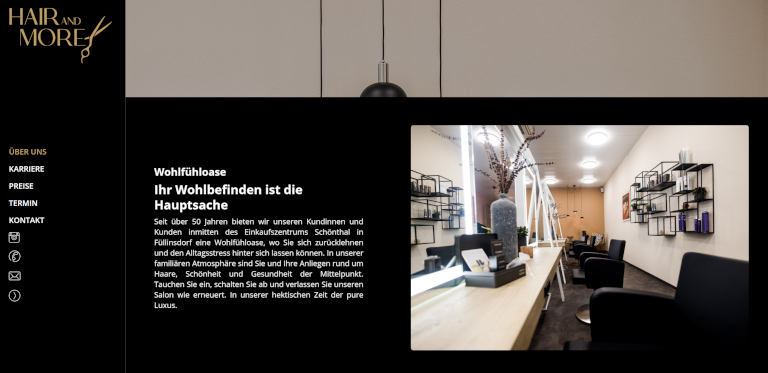 HAIR AND
MORE
ÜBER UNS
KARRIERE
PREISE
TERMIN
KONTAKT
Wohlfühloase
Ihr Wohlbefinden ist die
Hauptsache
Seit über 50 Jahren bieten wir unseren Kundinnen und
Kunden inmitten des Einkaufszentrums Schönthal in
Füllinsdorf eine Wohlfühloase, wo Sie sich zurücklehnen
und den Alltagsstress hinter sich lassen können. In unserer
familiären Atmosphäre sind Sie und Ihre Anliegen rund um
Haare, Schönheit und Gesundheit der Mittelpunkt.
Tauchen Sie ein, schalten Sie ab und verlassen Sie unseren
Salon wie erneuert. In unserer hektischen Zeit der pure
Luxus.